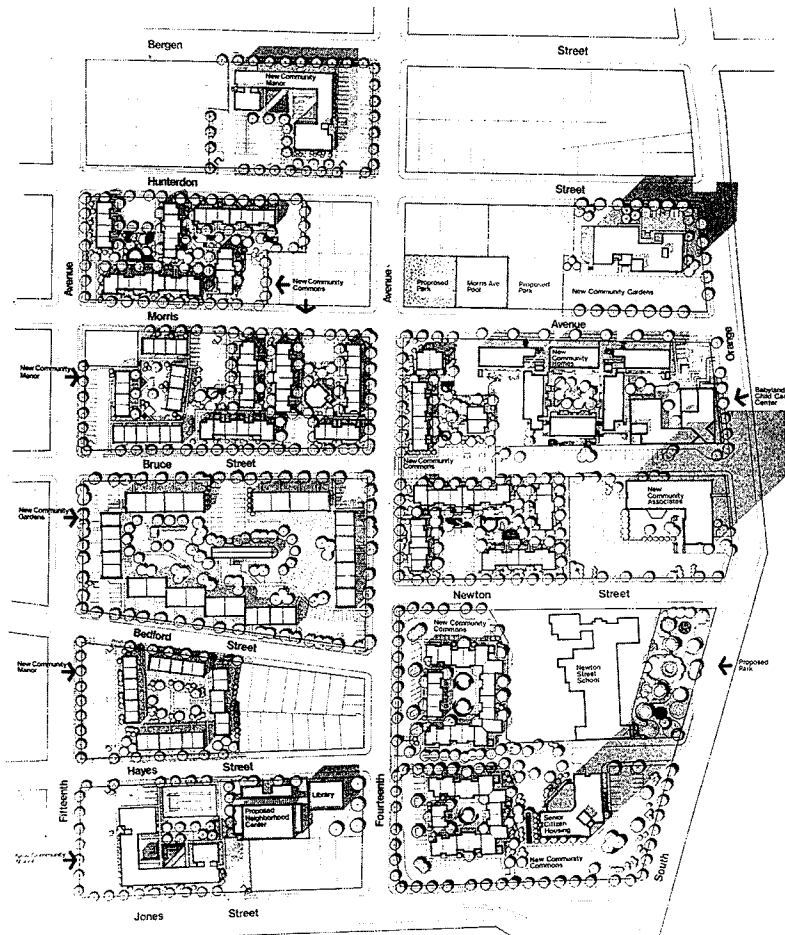 Bergen
Street
New Community
Manor
Hunterdon
Street
Avenue
Avenue
New Community
Commons
Proposed
Park
Morris Ave
Pool
Proposed
Park
New Community Gardens
Morris
Avenue
Orange
New Community
Manor
New
Community
Homes
Babyland
Child Care
Center
Bruce
Street
New Community
Commons
New Community
Gardens
New
Community
Associates
Newton
Street
Bedford
Street
New Community
Commons
New Community
Manor
Newton
Street
School
Proposed
Park
Hayes
Street
Fifteenth
Fourteenth
Proposed
Neighborhood
Center
Library
Senior
Citizen
Housing
New Community
Commons
South
New Community
Jones
Street